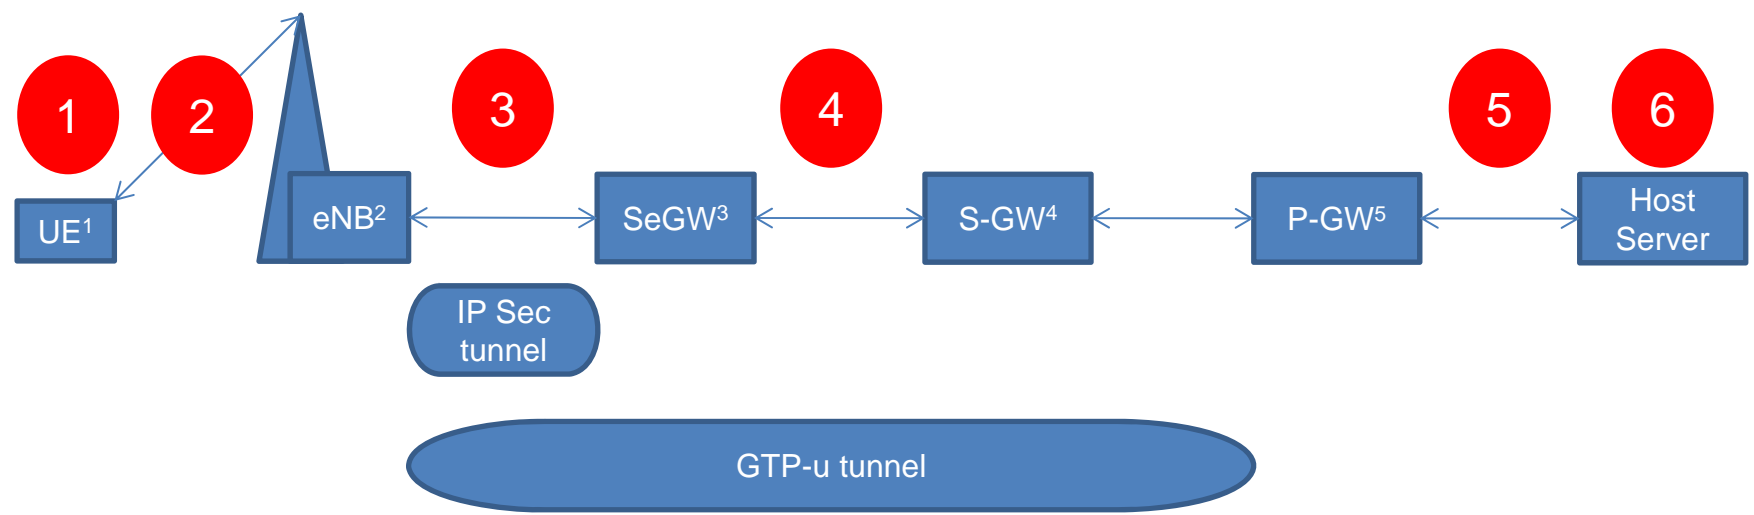 1
2
3
4
5
6
UE¹
eNB²
SeGW³
S-GW⁴
P-GW⁵
Host
Server
IP Sec
tunnel
GTP-u tunnel